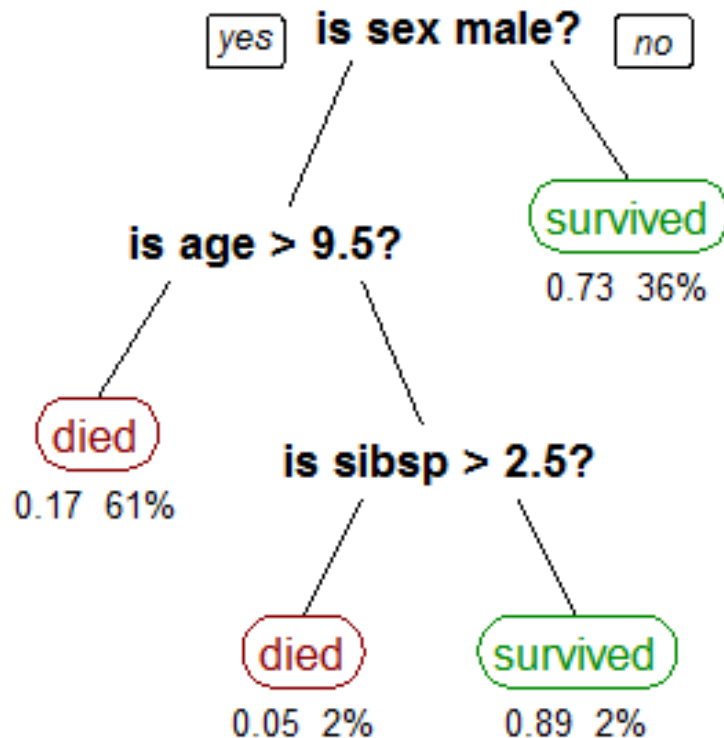 yes is sex male? no
survived
is age > 9.5?
0.73 36%
died
is sibsp > 2.5?
0.17 61%
died survived
0.05 2% 0.89 2%